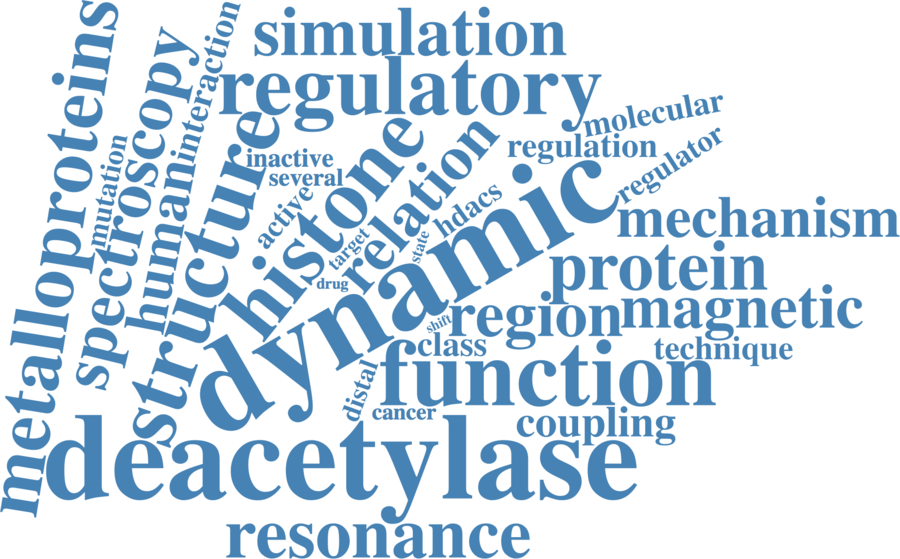 simulation
regulatory
metalloproteins
spectroscopy
interaction
human
mutation
structure
inactive
several
active
histone
relation
target
drug
state
hdacs
molecular
regulation
regulator
dynamic
mechanism
protein
magnetic
region
shift
class
technique
function
distal
cancer
coupling
deacetylase
resonance